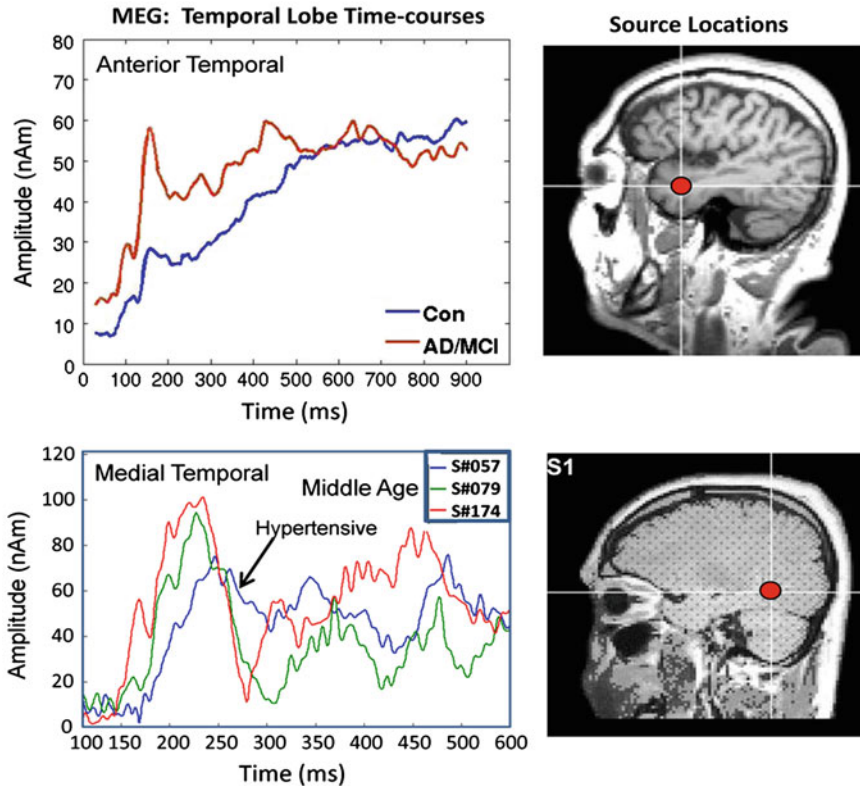 MEG: Temporal Lobe Time-courses
Source Locations
Anterior Temporal
Amplitude (nAm)
80
70
60
50
40
30
20
10
0
Con
AD/MCI
0 100 200 300 400 500 600 700 800 900
Time (ms)
Medial Temporal
Middle Age
S#057
S#079
S#174
Hypertensive
Amplitude (nAm)
120
100
80
60
40
20
0
100 150 200 250 300 350 400 450 500 550 600
Time (ms)
S1